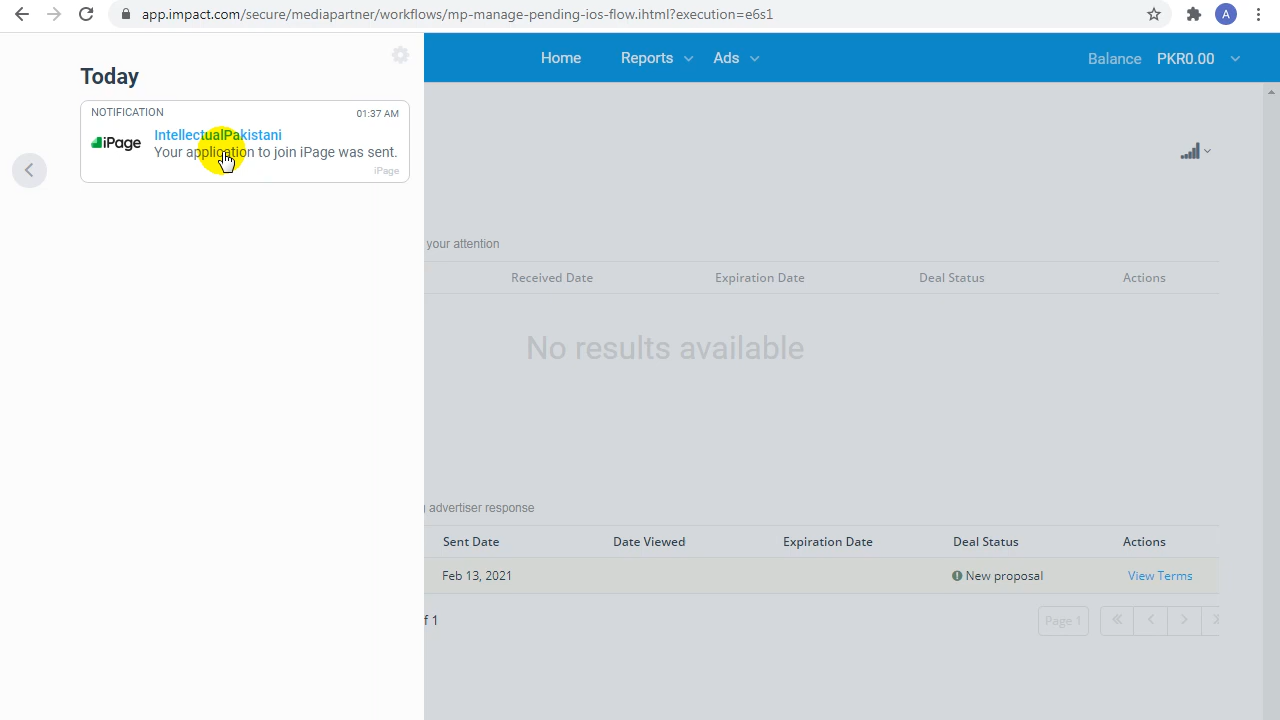 app.impact.com/secure/mediapartner/workflows/mp-manage-pending-ios-flow.ihtml?execution=e6s1
A
Home
Reports
Ads
Balance PKR0.00
Today
NOTIFICATION
01:37 AM
iPage
IntellectualPakistani
Your application to join iPage was sent.
iPage
your attention
Received Date
Expiration Date
Deal Status
Actions
No results available
advertiser response
Sent Date
Date Viewed
Expiration Date
Deal Status
Actions
Feb 13, 2021
New proposal
View Terms
f 1
Page 1